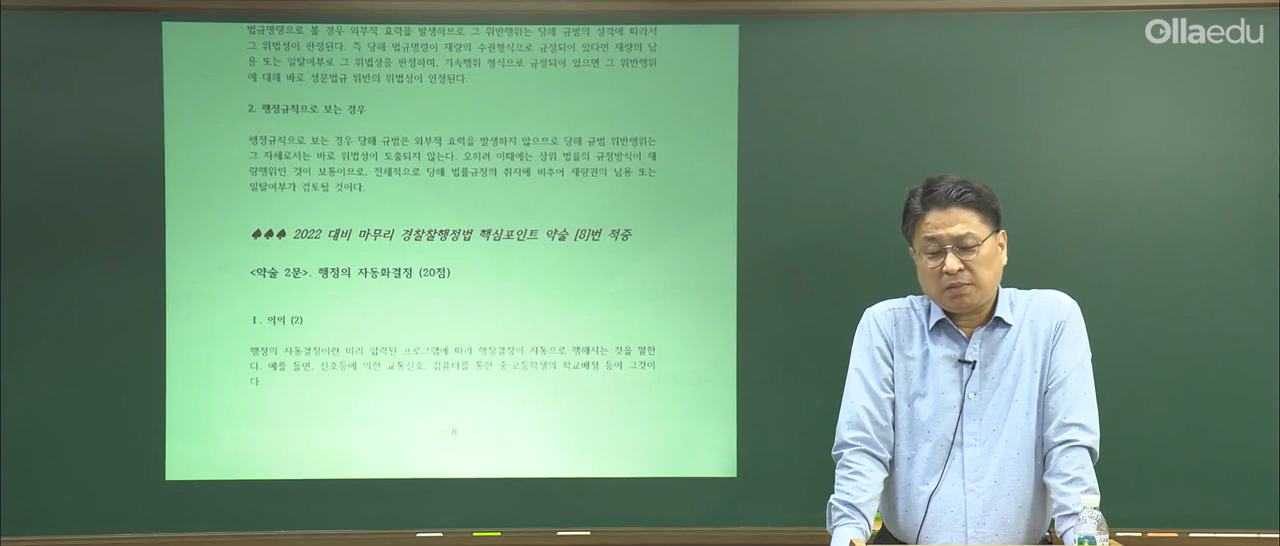 ollaedu
법규명령으로 볼 경우 외부적 효력을 발생하므로 그 위반행위는 당해 규범의 성격에 따라서
그 위법성이 판정된다. 즉 당해 법규명령이 재량의 수권형식으로 규정되어 있다면 재량의 남
용 또는 일탈여부로 그 위법성을 판정하며, 기속행위 형식으로 규정되어 있으면 그 위반행위
에 대해 바로 성문법규 위반의 위법성이 인정된다.
2. 행정규칙으로 보는 경우
행정규칙으로 보는 경우 당해 규범은 외부적 효력을 발생하지 않으므로 당해 규범 위반행위는
그 자체로서는 바로 위법성이 도출되지 않는다. 오히려 이때에는 상위 법률의 규정방식이 재
량행위인 것이 보통이므로, 전체적으로 당해 법률규정의 취지에 비추어 재량권의 남용 또는
일탈여부가 검토될 것이다.
♠♠♠ 2022 대비 마무리 경찰찰행정법 핵심포인트 약술 [8]번 적중
<약술 2문>. 행정의 자동화결정 (20점)
Ⅰ. 의의 (2)
행정의 자동결정이란 미리 입력된 프로그램에 따라 행정결정이 자동으로 행해지는 것을 말한
다. 예를 들면, 신호등에 의한 교통신호, 컴퓨터를 통한 중·고등학생의 학교배정 등이 그것이
다.
- 8 -